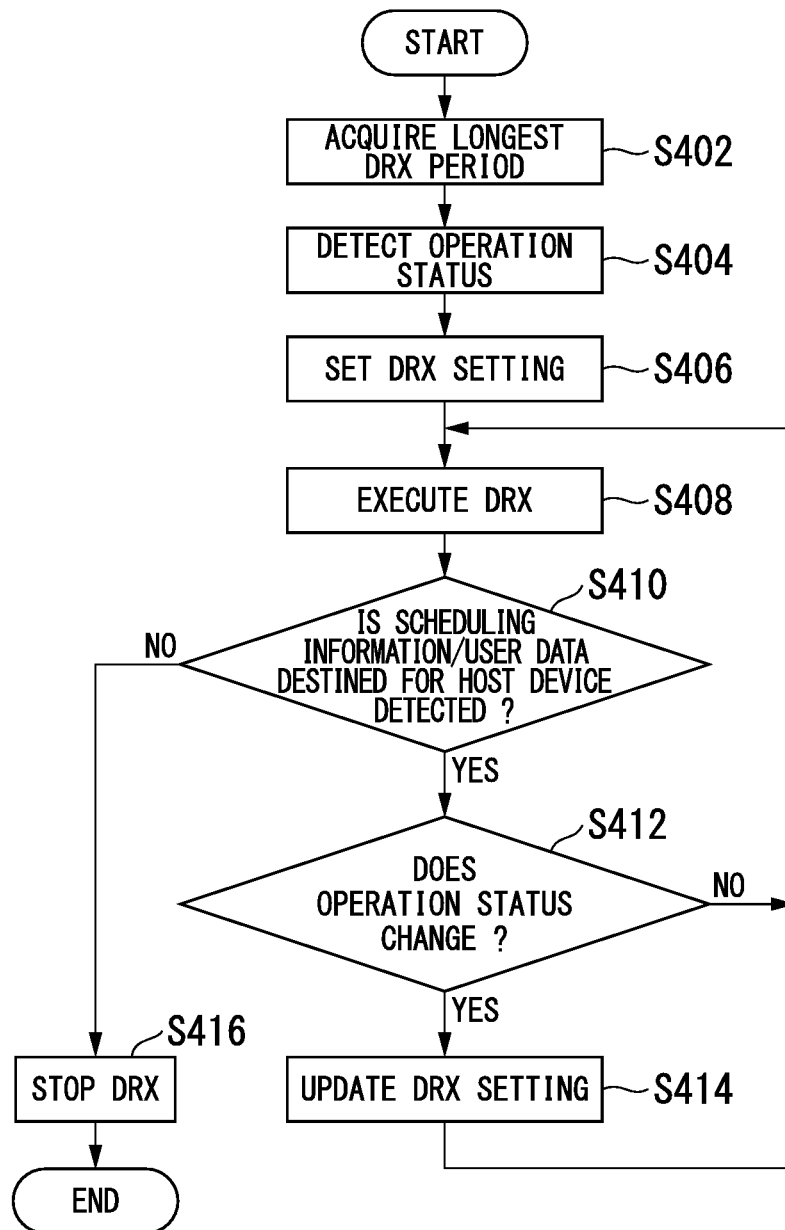 START
ACQUIRE LONGEST
DRX PERIOD
S402
DETECT OPERATION
STATUS
S404
SET DRX SETTING
S406
EXECUTE DRX
S408
S410
IS SCHEDULING
INFORMATION/USER DATA
DESTINED FOR HOST DEVICE
DETECTED ?
NO
YES
S412
DOES
OPERATION STATUS
CHANGE ?
NO
YES
S416
STOP DRX
UPDATE DRX SETTING
S414
END